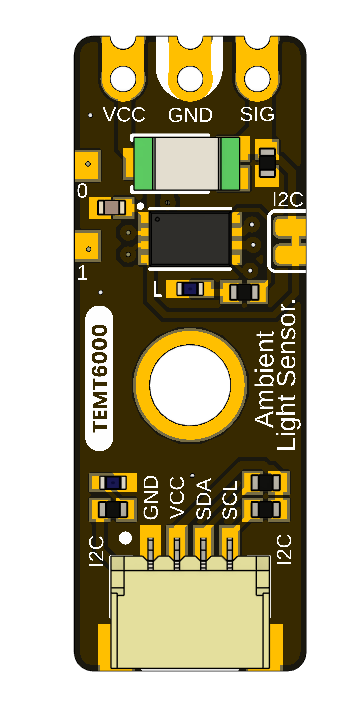 VCC GND SIG
0
I2C
1
L
TEMT6000
Ambient
Light Sensor.
GND
VCC
SDA
SCL
I2C
I2C